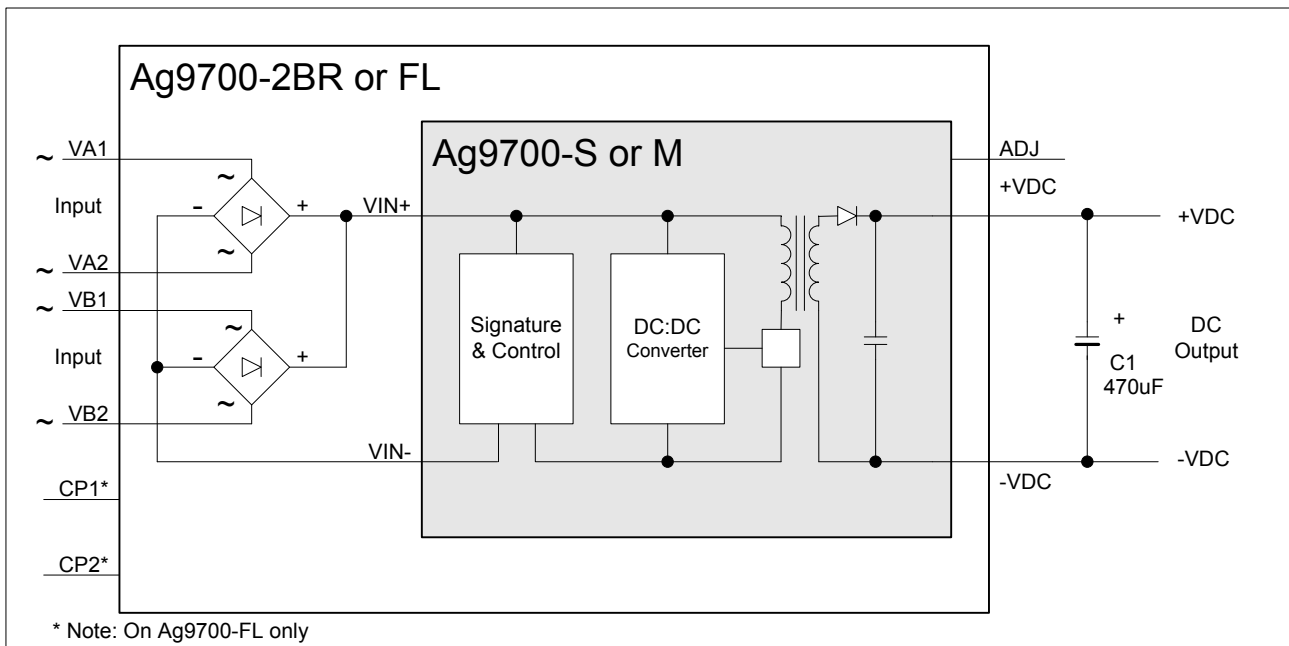 Ag9700-2BR or FL
Ag9700-S or M
~ VA1
~
Input
- +
VIN+
~ VA2
~
~ VB1
~
Input
- +
~ VB2
~
VIN-
CP1*
CP2*
Signature
& Control
DC:DC
Converter
ADJ
+VDC
+VDC
+
C1
470uF
DC
Output
-VDC
-VDC
* Note: On Ag9700-FL only